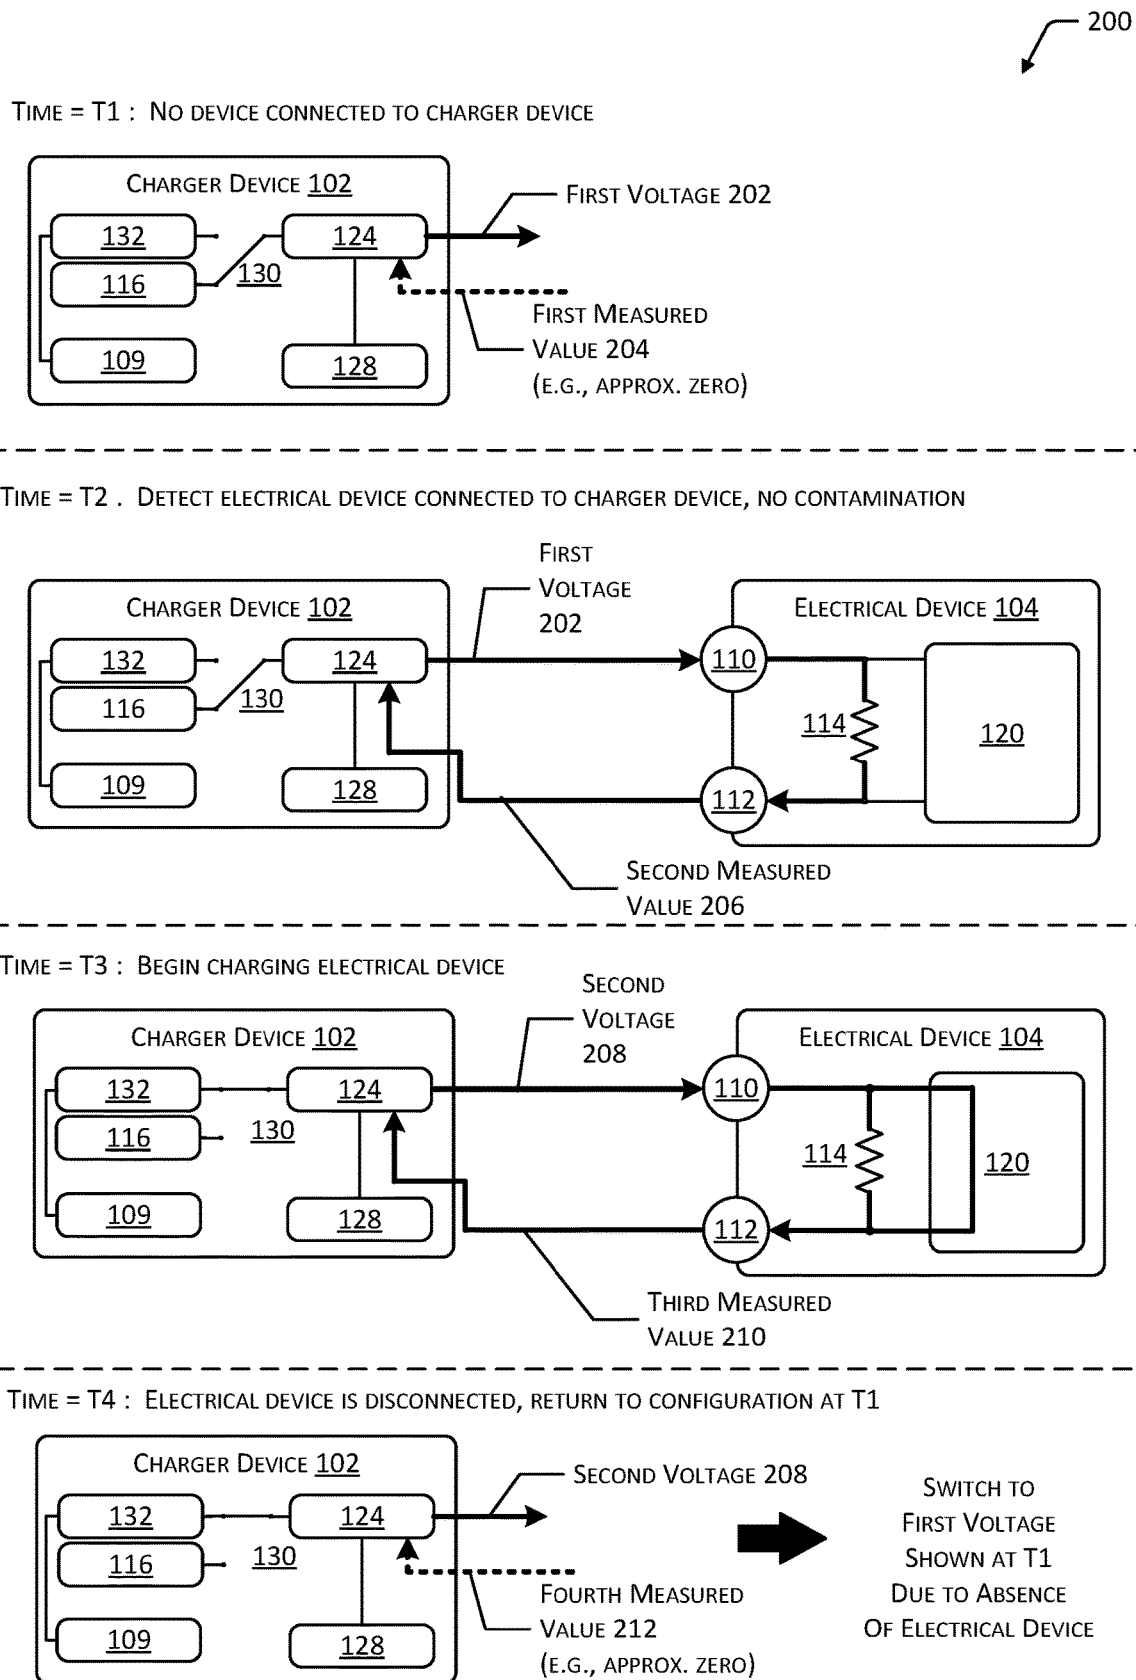 200
TIME = T1 : NO DEVICE CONNECTED TO CHARGER DEVICE
CHARGER DEVICE 102
132
116
109
130
124
128
FIRST VOLTAGE 202
FIRST MEASURED
VALUE 204
(E.G., APPROX. ZERO)
TIME = T2 . DETECT ELECTRICAL DEVICE CONNECTED TO CHARGER DEVICE, NO CONTAMINATION
CHARGER DEVICE 102
132
116
109
130
124
128
FIRST
VOLTAGE
202
SECOND MEASURED
VALUE 206
ELECTRICAL DEVICE 104
110
112
114
120
TIME = T3 : BEGIN CHARGING ELECTRICAL DEVICE
CHARGER DEVICE 102
132
116
109
130
124
128
SECOND
VOLTAGE
208
THIRD MEASURED
VALUE 210
ELECTRICAL DEVICE 104
110
112
114
120
TIME = T4 : ELECTRICAL DEVICE IS DISCONNECTED, RETURN TO CONFIGURATION AT T1
CHARGER DEVICE 102
132
116
109
130
124
128
SECOND VOLTAGE 208
FOURTH MEASURED
VALUE 212
(E.G., APPROX. ZERO)
SWITCH TO
FIRST VOLTAGE
SHOWN AT T1
DUE TO ABSENCE
OF ELECTRICAL DEVICE